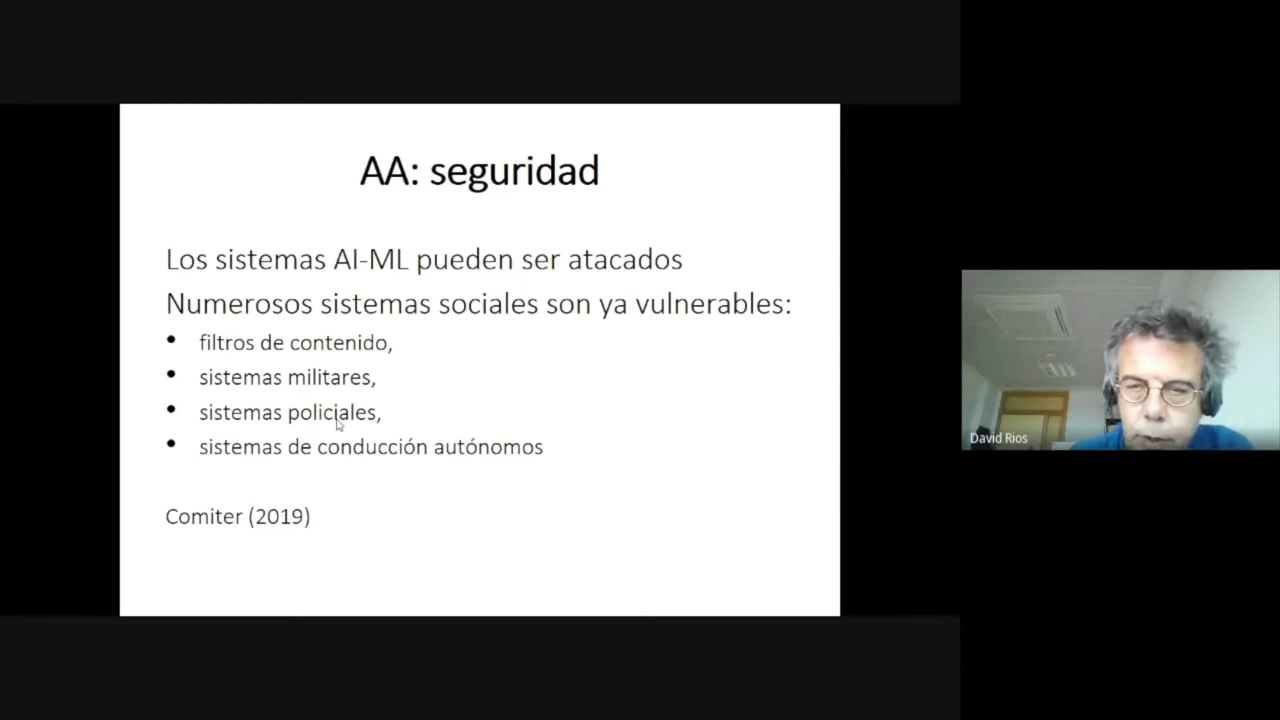 AA: seguridad
Los sistemas AI-ML pueden ser atacados
Numerosos sistemas sociales son ya vulnerables:
• filtros de contenido,
• sistemas militares,
• sistemas policiales,
• sistemas de conducción autónomos
Comiter (2019)
David Rios